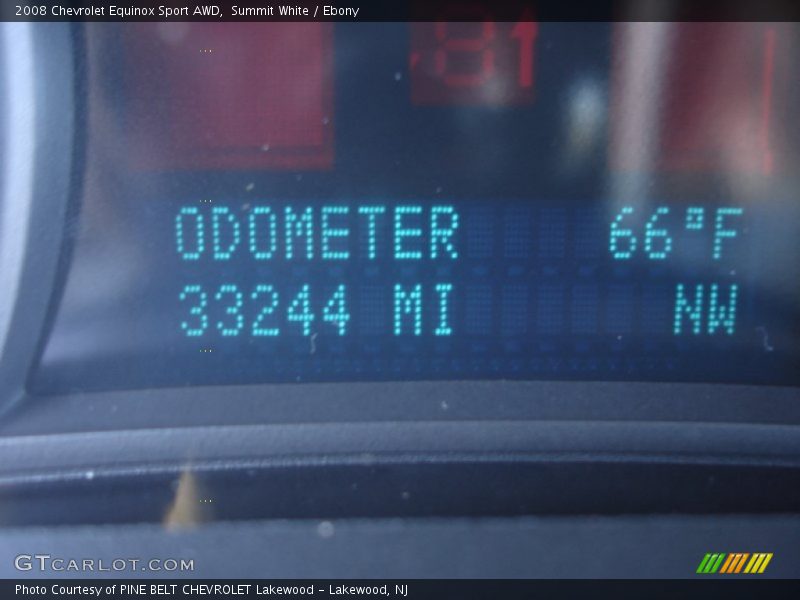 2008 Chevrolet Equinox Sport AWD, Summit White / Ebony
ODOMETER 66°F
33244 MI NW
GTCARLOT.COM
Photo Courtesy of PINE BELT CHEVROLET Lakewood - Lakewood, NJ